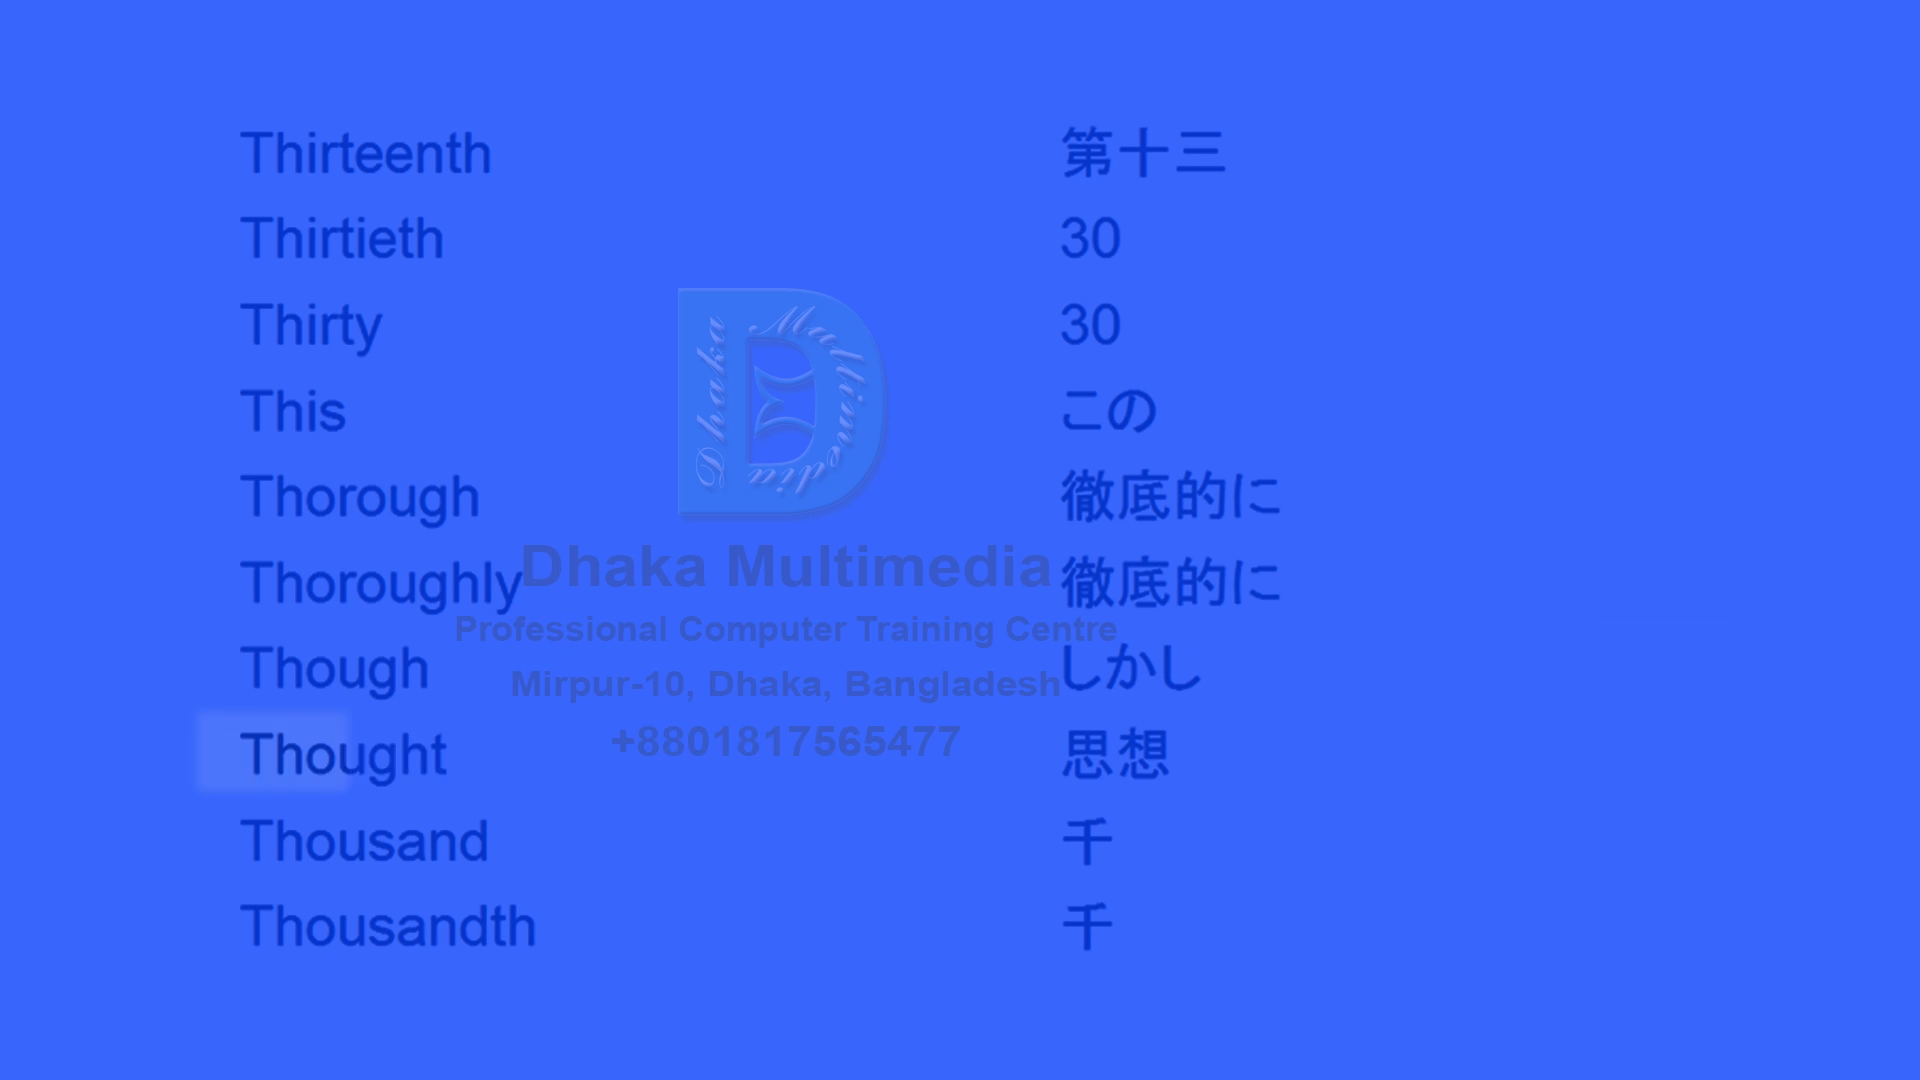 Thirteenth 第十三
Thirtieth 30
Thirty 30
This この
Thorough 徹底的に
Thoroughly 徹底的に
Though しかし
Thought 思想
Thousand 千
Thousandth 千
Dhaka Multimedia
Dhaka Multimedia
Professional Computer Training Centre
Mirpur-10, Dhaka, Bangladesh
+8801817565477